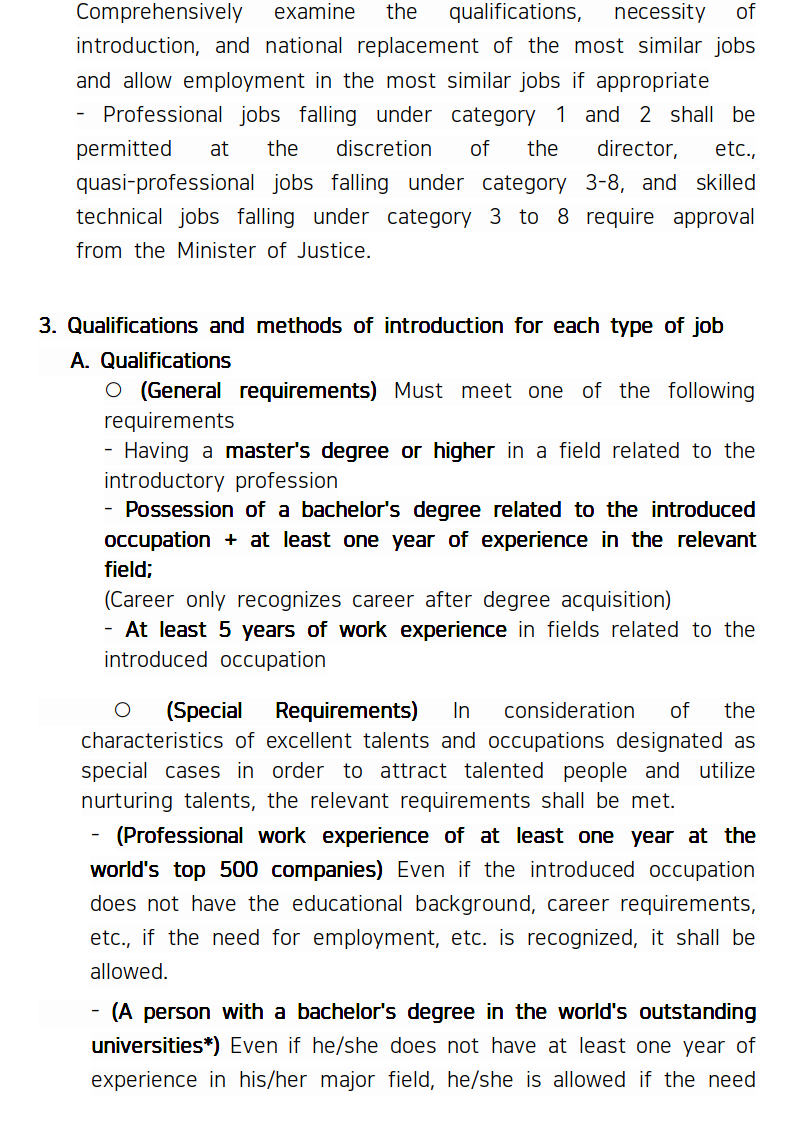 Comprehensively examine the qualifications, necessity of
introduction, and national replacement of the most similar jobs
and allow employment in the most similar jobs if appropriate
- Professional jobs falling under category 1 and 2 shall be
permitted at the discretion of the director, etc.,
quasi-professional jobs falling under category 3-8, and skilled
technical jobs falling under category 3 to 8 require approval
from the Minister of Justice.
3. Qualifications and methods of introduction for each type of job
A. Qualifications
○ (General requirements) Must meet one of the following
requirements
- Having a master's degree or higher in a field related to the
introductory profession
- Possession of a bachelor's degree related to the introduced
occupation + at least one year of experience in the relevant
field;
(Career only recognizes career after degree acquisition)
- At least 5 years of work experience in fields related to the
introduced occupation
○ (Special Requirements) In consideration of the
characteristics of excellent talents and occupations designated as
special cases in order to attract talented people and utilize
nurturing talents, the relevant requirements shall be met.
- (Professional work experience of at least one year at the
world's top 500 companies) Even if the introduced occupation
does not have the educational background, career requirements,
etc., if the need for employment, etc. is recognized, it shall be
allowed.
- (A person with a bachelor's degree in the world's outstanding
universities*) Even if he/she does not have at least one year of
experience in his/her major field, he/she is allowed if the need